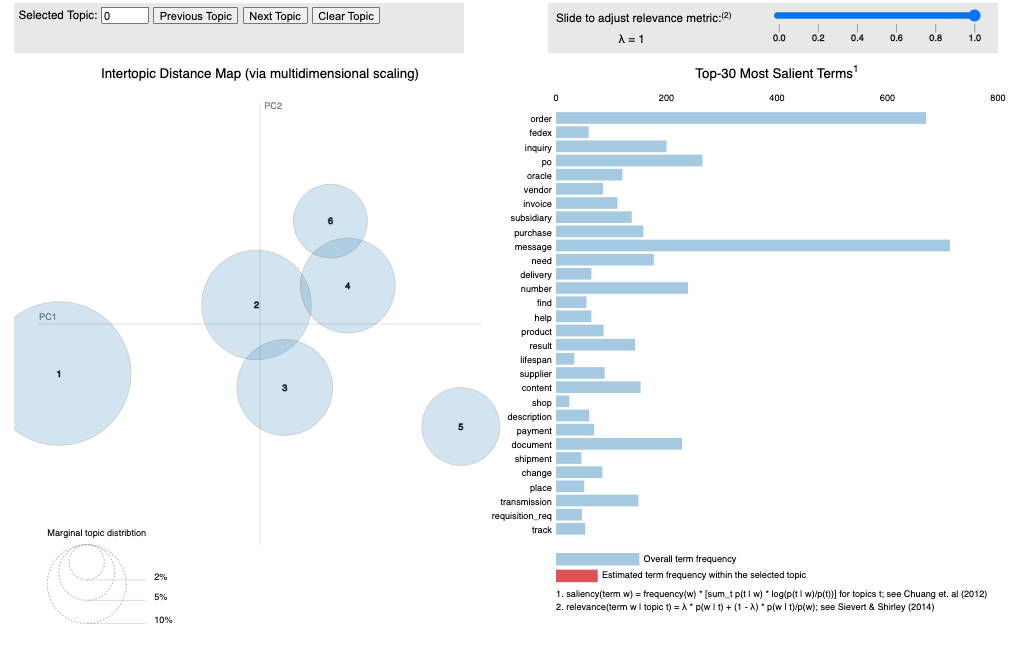 Selected Topic: 0 Previous Topic Next Topic Clear Topic
Slide to adjust relevance metric:(2)
λ = 1
0.0 0.2 0.4 0.6 0.8 1.0
Intertopic Distance Map (via multidimensional scaling)
PC2
PC1
6
4
2
1
3
5
Marginal topic distribtion
2%
5%
10%
Top-30 Most Salient Terms1
0 200 400 600 800
order
fedex
inquiry
po
oracle
vendor
invoice
subsidiary
purchase
message
need
delivery
number
find
help
product
result
lifespan
supplier
content
shop
description
payment
document
shipment
change
place
transmission
requisition_req
track
Overall term frequency
Estimated term frequency within the selected topic
1. saliency(term w) = frequency(w) * [sum_t p(t | w) * log(p(t | w)/p(t))] for topics t; see Chuang et. al (2012)
2. relevance(term w | topic t) = λ * p(w | t) + (1 - λ) * p(w | t)/p(w); see Sievert & Shirley (2014)